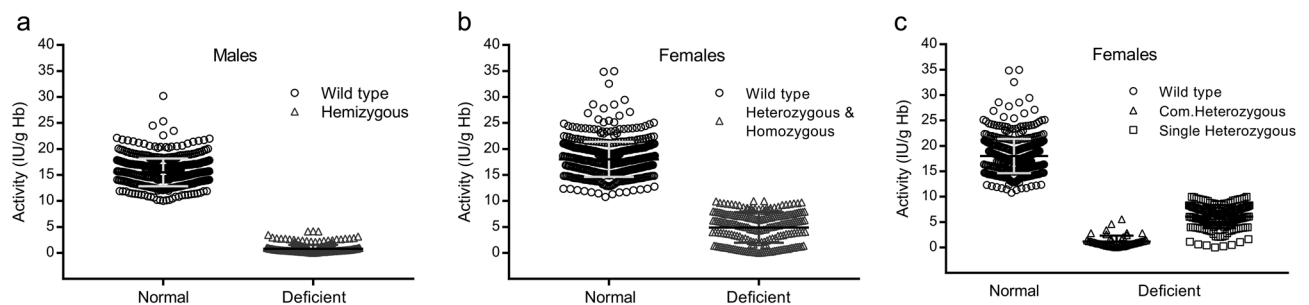 a
Males
Activity (IU/g Hb)
40
35
30
25
20
15
10
5
0
Wild type
Hemizygous
Normal
Deficient
b
Females
Activity (IU/g Hb)
40
35
30
25
20
15
10
5
0
Wild type
Heterozygous &
Homozygous
Normal
Deficient
c
Females
Activity (IU/g Hb)
40
35
30
25
20
15
10
5
0
Wild type
Com.Heterozygous
Single Heterozygous
Normal
Deficient